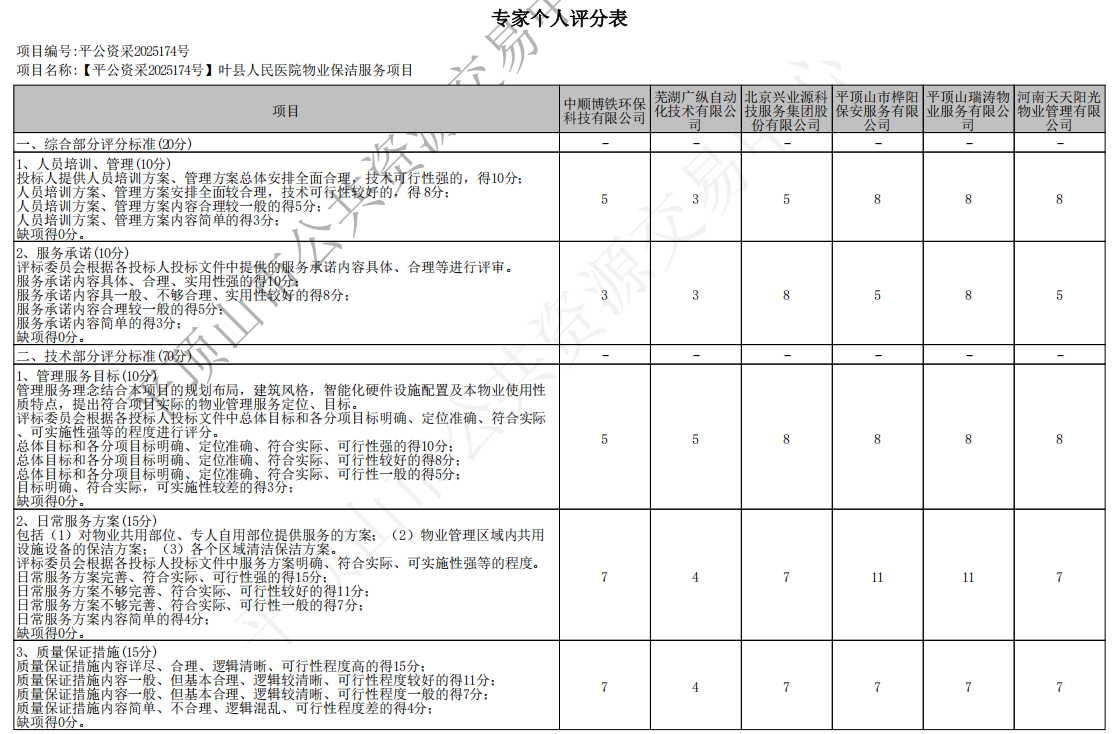 专家个人评分表
项目编号:平公资采2025174号
项目名称:【平公资采2025174号】叶县人民医院物业保洁服务项目
项目 中顺博铁环保科技有限公司 芜湖广纵自动化技术有限公司 北京兴业源科技服务集团股份有限公司 平顶山市桦阳保安服务有限公司 平顶山瑞涛物业服务有限公司 河南天天阳光物业管理有限公司
一、综合部分评分标准(20分) - - - - - -
1、人员培训、管理(10分)
投标人提供人员培训方案、管理方案总体安排全面合理，技术可行性强的，得10分；
人员培训方案、管理方案安排全面较合理，技术可行性较好的，得 8分；
人员培训方案、管理方案内容合理较一般的得5分；
人员培训方案、管理方案内容简单的得3分；
缺项得0分。
5 3 5 8 8 8
2、服务承诺(10分)
评标委员会根据各投标人投标文件中提供的服务承诺内容具体、合理等进行评审。
服务承诺内容具体、合理、实用性强的得10分；
服务承诺内容具一般、不够合理、实用性较好的得8分；
服务承诺内容合理较一般的得5分；
服务承诺内容简单的得3分；
缺项得0分。
3 3 8 5 8 5
二、技术部分评分标准(70分) - - - - - -
1、管理服务目标(10分)
管理服务理念结合本项目的规划布局，建筑风格，智能化硬件设施配置及本物业使用性
质特点，提出符合项目实际的物业管理服务定位、目标。
评标委员会根据各投标人投标文件中总体目标和各分项目标明确、定位准确、符合实际
、可实施性强等的程度进行评分。
总体目标和各分项目标明确、定位准确、符合实际、可行性强的得10分；
总体目标和各分项目标明确、定位准确、符合实际、可行性较好的得8分；
总体目标和各分项目标明确、定位准确、符合实际、可行性一般的得5分；
目标明确、符合实际，可实施性较差的得3分；
缺项得0分。
5 5 8 8 8 8
2、日常服务方案(15分)
包括（1）对物业共用部位、专人自用部位提供服务的方案；（2）物业管理区域内共用
设施设备的保洁方案；（3）各个区域清洁保洁方案。
评标委员会根据各投标人投标文件中服务方案明确、符合实际、可实施性强等的程度。
日常服务方案完善、符合实际、可行性强的得15分；
日常服务方案不够完善、符合实际、可行性较好的得11分；
日常服务方案不够完善、符合实际、可行性一般的得7分；
日常服务方案内容简单的得4分；
缺项得0分。
7 4 7 11 11 7
3、质量保证措施(15分)
质量保证措施内容详尽、合理、逻辑清晰、可行性程度高的得15分；
质量保证措施内容一般、但基本合理、逻辑较清晰、可行性程度较好的得11分；
质量保证措施内容一般、但基本合理、逻辑较清晰、可行性程度一般的得7分；
质量保证措施内容简单、不合理、逻辑混乱、可行性程度差的得4分；
缺项得0分。
7 4 7 7 7 7
平顶山市公共资源交易中
平顶山市公共资源交易中心